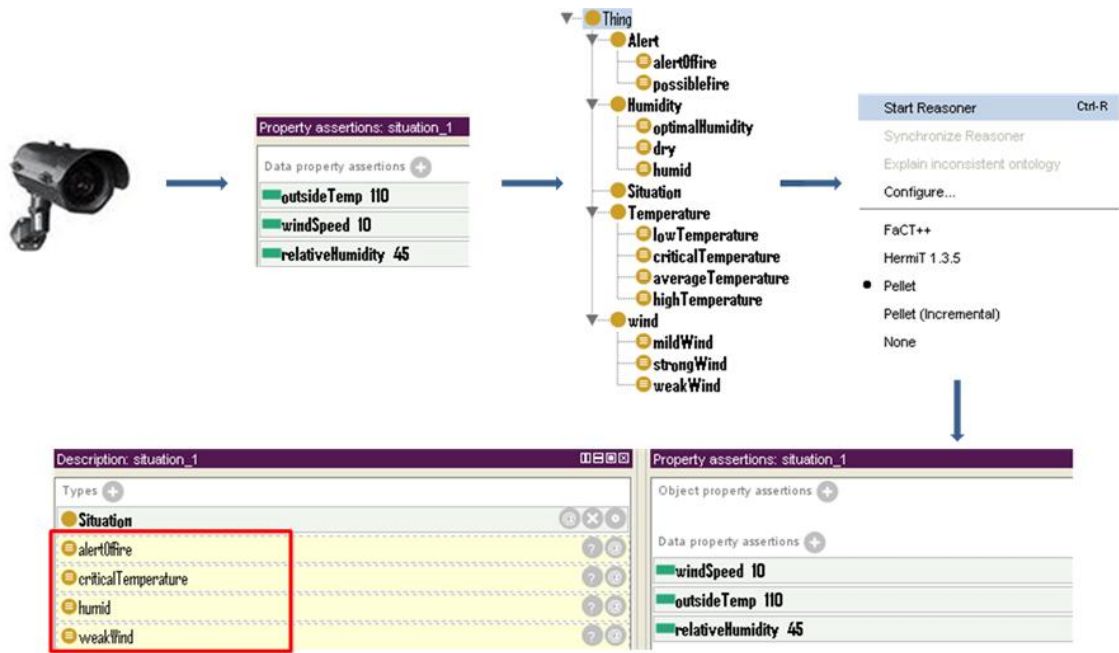 Property assertions: situation_1
Data property assertions
outsideTemp 110
windSpeed 10
relativeHumidity 45
Thing
Alert
alertOffire
possiblefire
Humidity
optimalHumidity
dry
humid
Situation
Temperature
lowTemperature
criticalTemperature
averageTemperature
highTemperature
wind
mildWind
strongWind
weakWind
Start Reasoner Ctrl-R
Synchronize Reasoner
Explain inconsistent ontology
Configure...
FaCT++
HermiT 1.3.5
Pellet
Pellet (Incremental)
None
Description: situation_1
Types
Situation
alertOffire
criticalTemperature
humid
weakWind
Property assertions: situation_1
Object property assertions
Data property assertions
windSpeed 10
outsideTemp 110
relativeHumidity 45